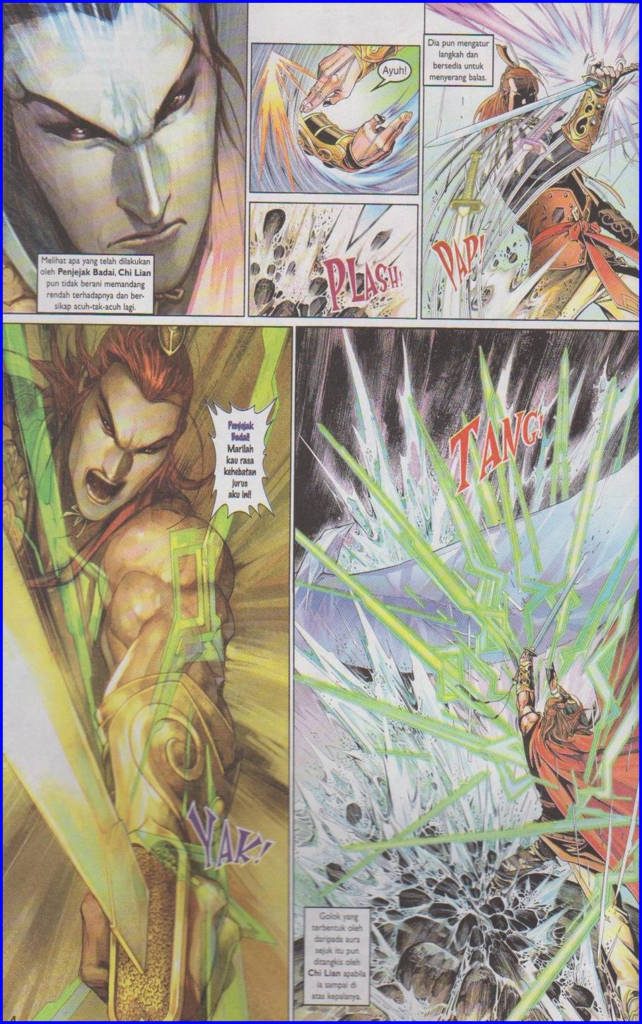 Melihat apa yang telah dilakukan
oleh Penjejak Badai, Chi Lian
pun tidak berani memandang
rendah terhadapnya dan ber-
sikap acuh-tak-acuh lagi.
Ayuh!
PLASH!
Dia pun mengatur
langkah dan
bersedia untuk
menyerang balas.
PAP!
Penjejak
Badai!
Marilah
kau rasa
kehebatan
jurus
aku ini!
YAK!
TANG!
Golok yang
terbentuk oleh
daripada aura
sejuk itu pun
ditangkis oleh
Chi Lian apabila
ia sampai di
atas kepalanya.
4